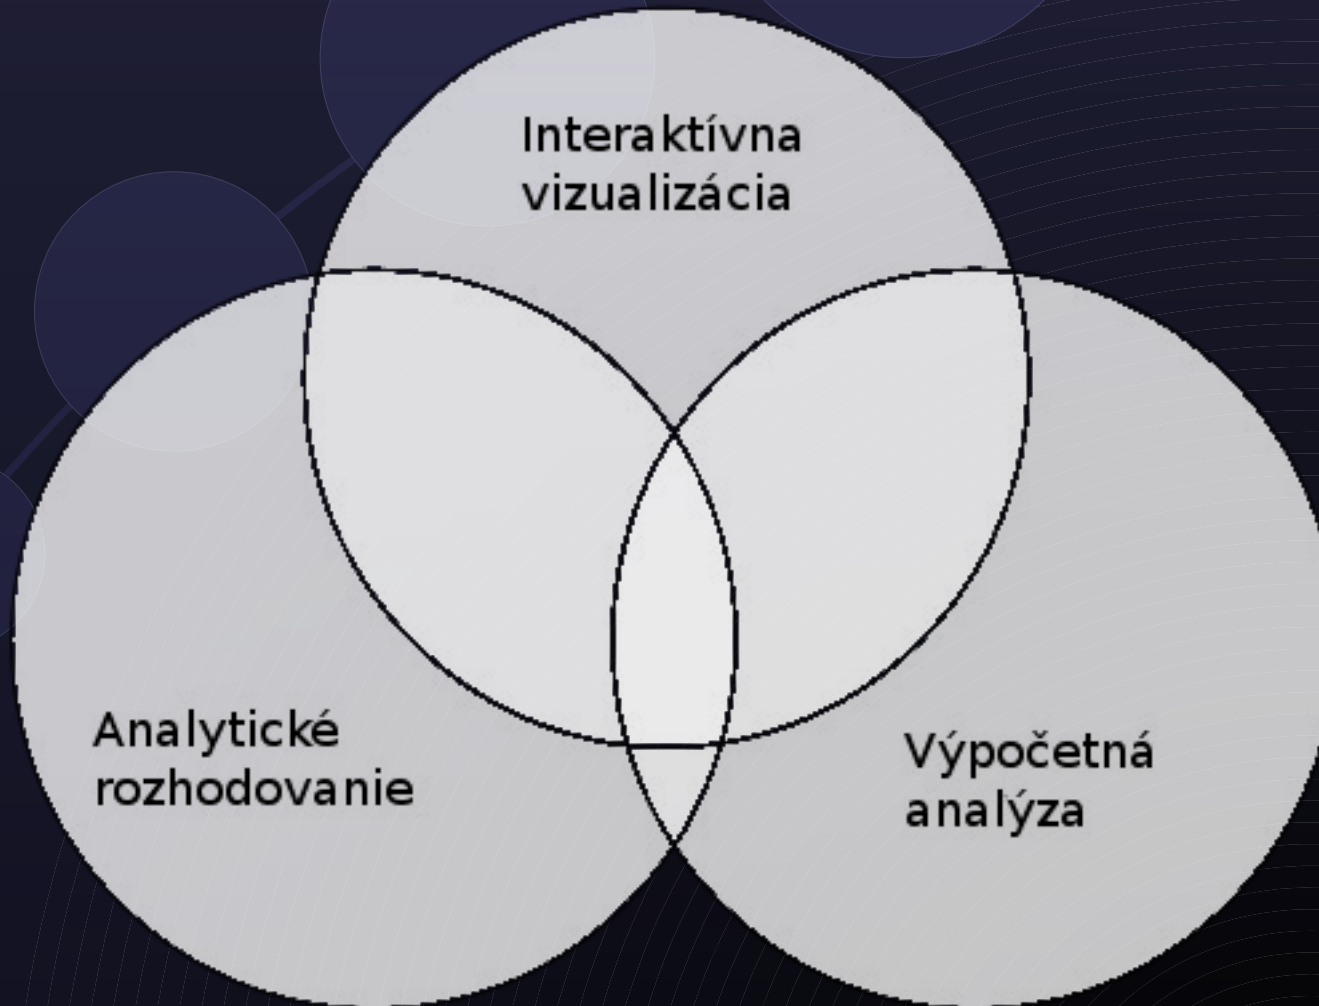 Interaktívna
vizualizácia
Analytické
rozhodovanie
Výpočetná
analýza